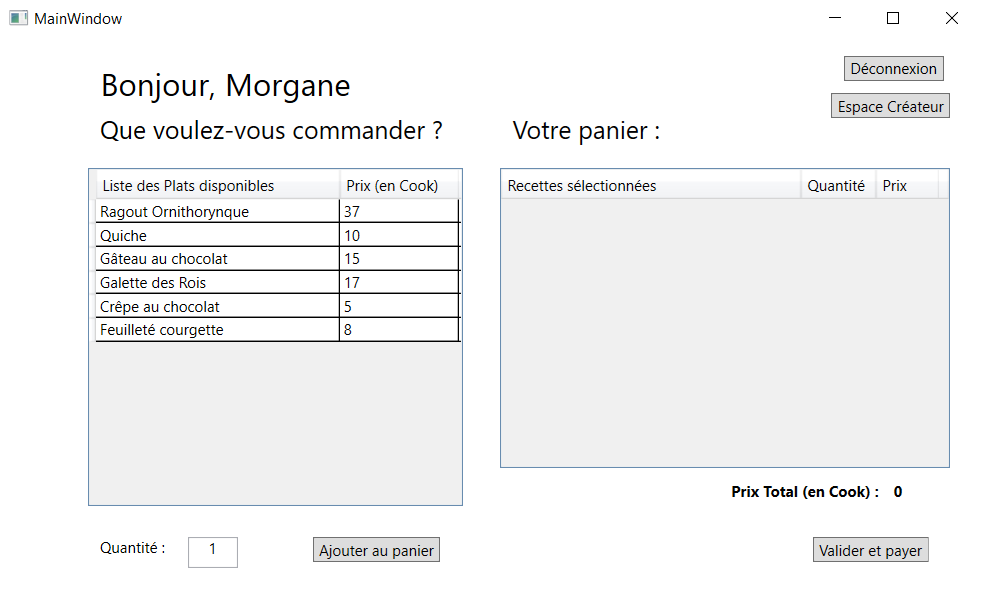 MainWindow
Déconnexion
Bonjour, Morgane
Espace Créateur
Que voulez-vous commander ?
Votre panier :
Liste des Plats disponibles Prix (en Cook)
Recettes sélectionnées Quantité Prix
Ragout Ornithorynque 37
Quiche 10
Gâteau au chocolat 15
Galette des Rois 17
Crêpe au chocolat 5
Feuilleté courgette 8
Prix Total (en Cook) : 0
Quantité : 1
Ajouter au panier
Valider et payer